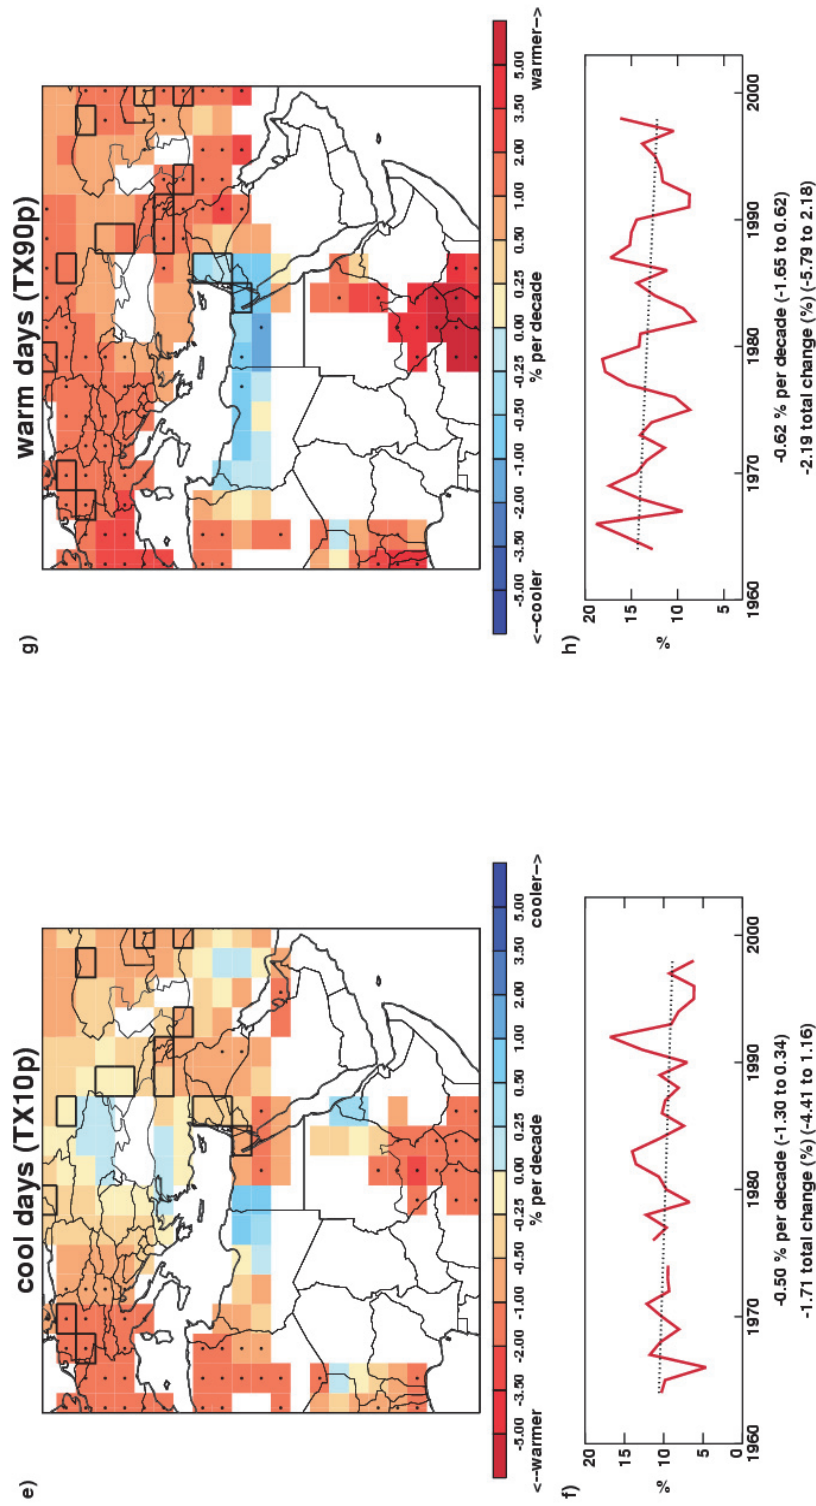 e)
cool days (TX10p)
-5.00 -3.50 -2.00 -1.00 -0.50 -0.25 0.00 0.25 0.50 1.00 2.00 3.50 5.00
<--warmer % per decade cooler-->
f)
%
20
15
10
5
0
1960 1970 1980 1990 2000
-0.50 % per decade (-1.30 to 0.34)
-1.71 total change (%) (-4.41 to 1.16)
g)
warm days (TX90p)
-5.00 -3.50 -2.00 -1.00 -0.50 -0.25 0.00 0.25 0.50 1.00 2.00 3.50 5.00
<--cooler % per decade warmer-->
h)
%
20
15
10
5
1960 1970 1980 1990 2000
-0.62 % per decade (-1.65 to 0.62)
-2.19 total change (%) (-5.79 to 2.18)